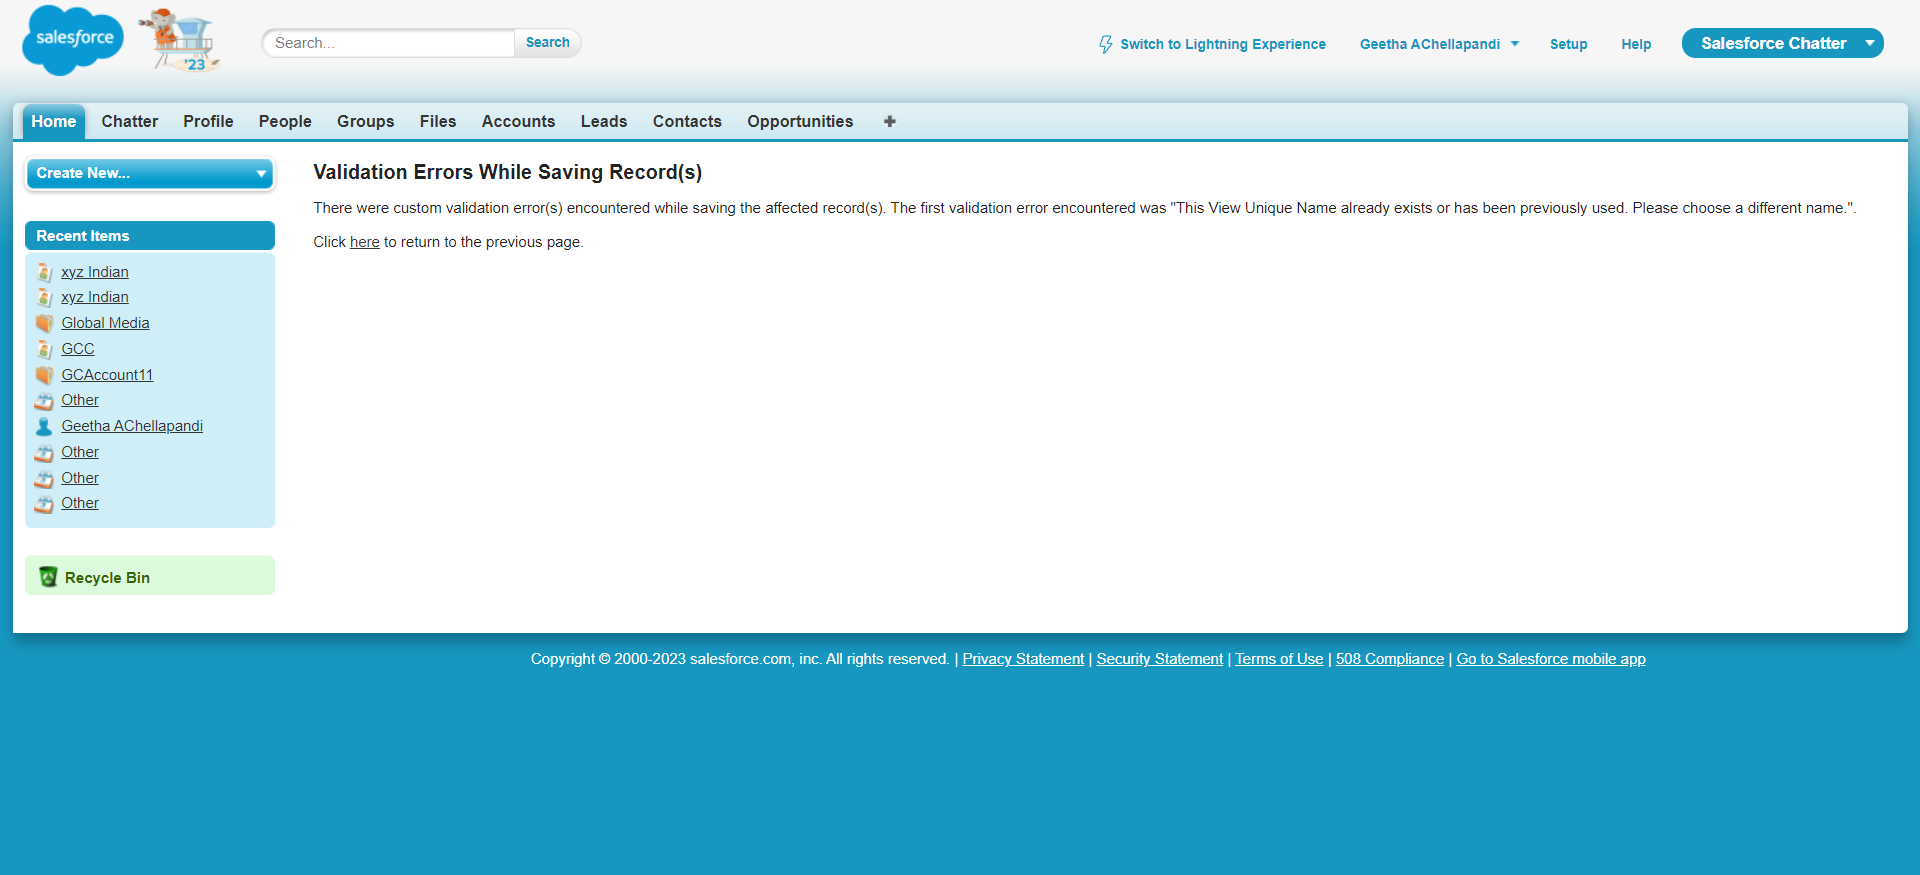 salesforce
'23
Search...
Search
Switch to Lightning Experience
Geetha AChellapandi
Setup
Help
Salesforce Chatter
Home
Chatter
Profile
People
Groups
Files
Accounts
Leads
Contacts
Opportunities
Create New...
Recent Items
xyz Indian
xyz Indian
Global Media
GCC
GCAccount11
Other
Geetha AChellapandi
Other
Other
Other
Recycle Bin
Validation Errors While Saving Record(s)
There were custom validation error(s) encountered while saving the affected record(s). The first validation error encountered was "This View Unique Name already exists or has been previously used. Please choose a different name.".
Click here to return to the previous page.
Copyright © 2000-2023 salesforce.com, inc. All rights reserved. | Privacy Statement | Security Statement | Terms of Use | 508 Compliance | Go to Salesforce mobile app